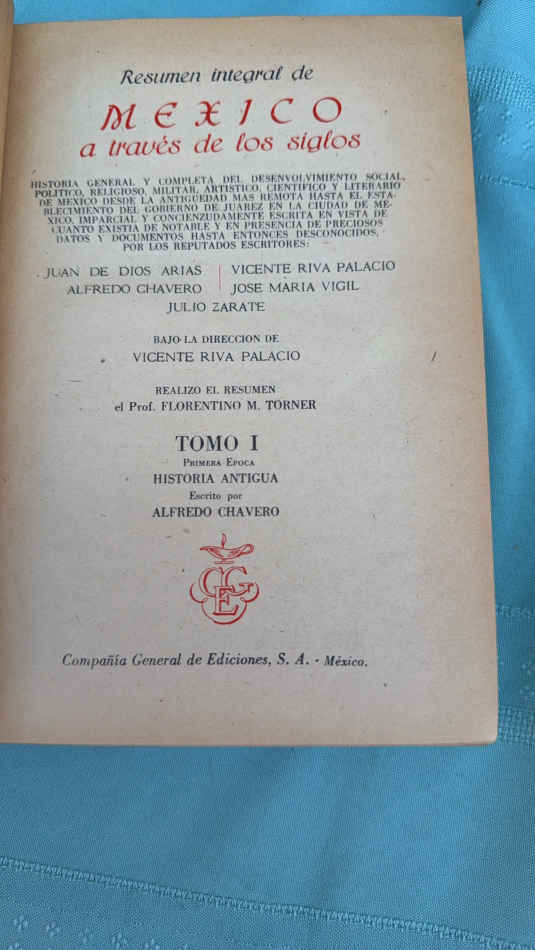 Resumen integral de
MEXICO
a través de los siglos
HISTORIA GENERAL Y COMPLETA DEL DESENVOLVIMIENTO SOCIAL,
POLITICO, RELIGIOSO, MILITAR, ARTISTICO, CIENTIFICO Y LITERARIO
DE MEXICO DESDE LA ANTIGUEDAD MAS REMOTA HASTA EL ESTA-
BLECIMIENTO DEL GOBIERNO DE JUAREZ EN LA CIUDAD DE ME-
XICO. IMPARCIAL Y CONCIENZUDAMENTE ESCRITA EN VISTA DE
CUANTO EXISTIA DE NOTABLE Y EN PRESENCIA DE PRECIOSOS
DATOS Y DOCUMENTOS HASTA ENTONCES DESCONOCIDOS,
POR LOS REPUTADOS ESCRITORES:
JUAN DE DIOS ARIAS VICENTE RIVA PALACIO
ALFREDO CHAVERO JOSE MARIA VIGIL
JULIO ZARATE
BAJO LA DIRECCION DE
VICENTE RIVA PALACIO
REALIZO EL RESUMEN
el Prof. FLORENTINO M. TORNER
TOMO I
PRIMERA EPOCA
HISTORIA ANTIGUA
Escrito por
ALFREDO CHAVERO
CGE
Compañía General de Ediciones, S. A. - México.